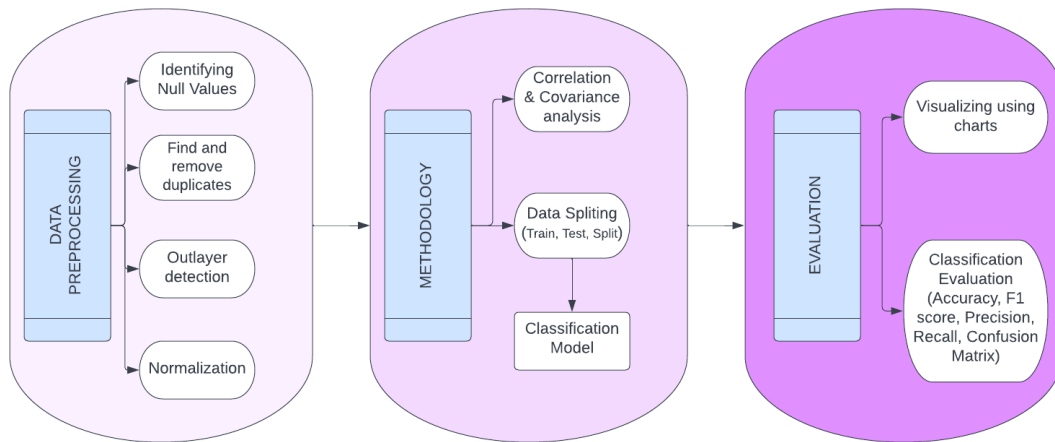 DATA
PREPROCESSING
Identifying
Null Values
Find and
remove
duplicates
Outlayer
detection
Normalization
METHODOLOGY
Correlation
& Covariance
analysis
Data Spliting
(Train, Test, Split)
Classification
Model
EVALUATION
Visualizing using
charts
Classification
Evaluation
(Accuracy, F1
score, Precision,
Recall, Confusion
Matrix)